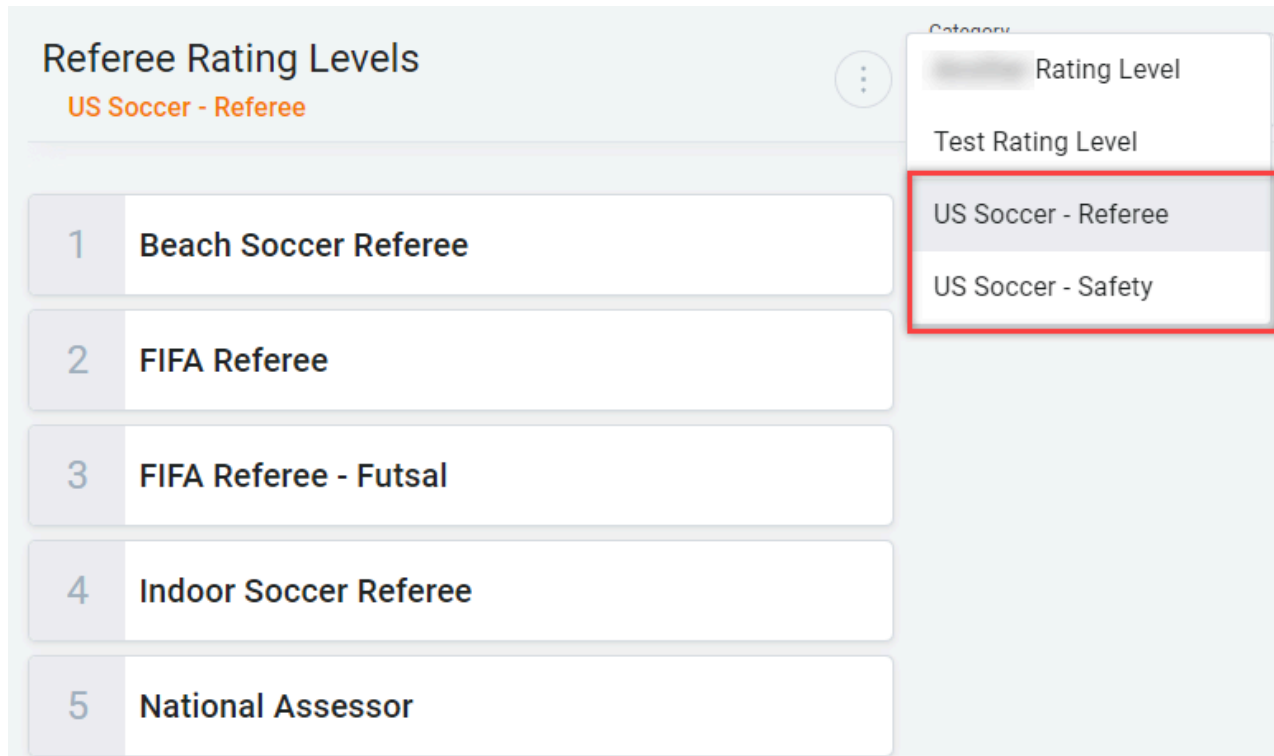 Referee Rating Levels
US Soccer - Referee
Category
Rating Level
Test Rating Level
US Soccer - Referee
US Soccer - Safety
1 Beach Soccer Referee
2 FIFA Referee
3 FIFA Referee - Futsal
4 Indoor Soccer Referee
5 National Assessor